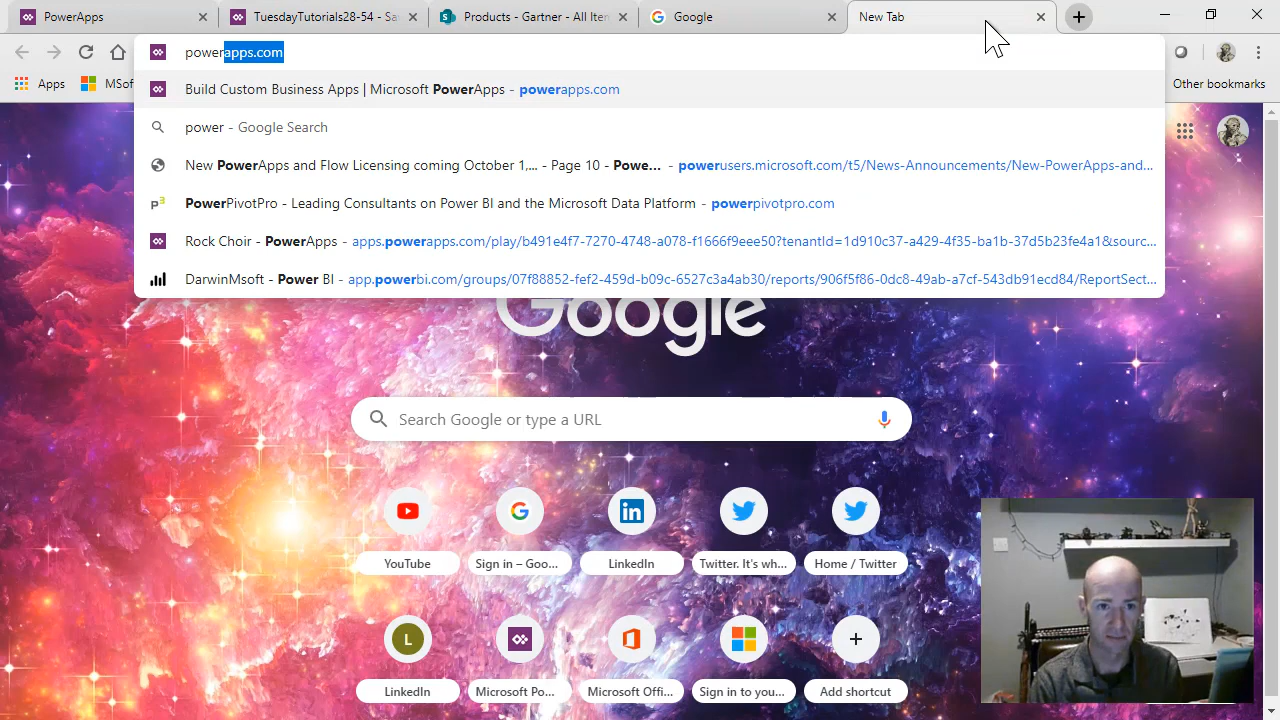 PowerApps
TuesdayTutorials28-54 - Sa
Products - Gartner - All Iten
Google
New Tab
powerapps.com
Apps
MSof
Other bookmarks
Build Custom Business Apps | Microsoft PowerApps - powerapps.com
power - Google Search
New PowerApps and Flow Licensing coming October 1,... - Page 10 - Powe... - powerusers.microsoft.com/t5/News-Announcements/New-PowerApps-and...
P3 PowerPivotPro - Leading Consultants on Power BI and the Microsoft Data Platform - powerpivotpro.com
Rock Choir - PowerApps - apps.powerapps.com/play/b491e4f7-7270-4748-a078-f1666f9eee50?tenantId=1d910c37-a429-4f35-ba1b-37d5b23fe4a1&sourc...
DarwinMsoft - Power BI - app.powerbi.com/groups/07f88852-fef2-459d-b09c-6527c3a4ab30/reports/906f5f86-0dc8-49ab-a7cf-543db91ecd84/ReportSect...
Google
Search Google or type a URL
YouTube
Sign in – Goo...
LinkedIn
Twitter. It's wh...
Home / Twitter
L
LinkedIn
Microsoft Po...
Microsoft Offi...
Sign in to you...
Add shortcut